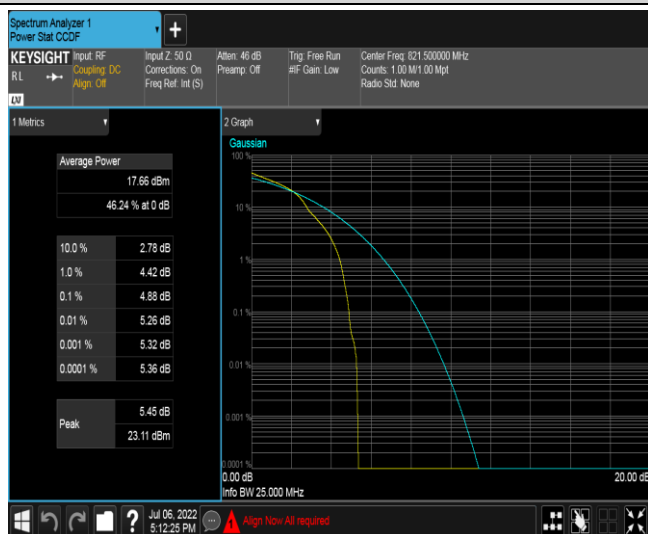 Spectrum Analyzer 1
Power Stat CCDF
+
KEYSIGHT
RL
LXI
Input: RF
Coupling: DC
Align: Off
Input Z: 50 Ω
Corrections: On
Freq Ref: Int (S)
Atten: 46 dB
Preamp: Off
Trig: Free Run
#IF Gain: Low
Center Freq: 821.500000 MHz
Counts: 1.00 M/1.00 Mpt
Radio Std: None
1 Metrics
Average Power
17.66 dBm
46.24 % at 0 dB
10.0 % 2.78 dB
1.0 % 4.42 dB
0.1 % 4.88 dB
0.01 % 5.26 dB
0.001 % 5.32 dB
0.0001 % 5.36 dB
Peak
5.45 dB
23.11 dBm
2 Graph
Gaussian
100 %
10 %
1 %
0.1 %
0.01 %
0.001 %
0.0001 %
0.00 dB
20.00 dB
Info BW 25.000 MHz
?
Jul 06, 2022
5:12:25 PM
Align Now All required